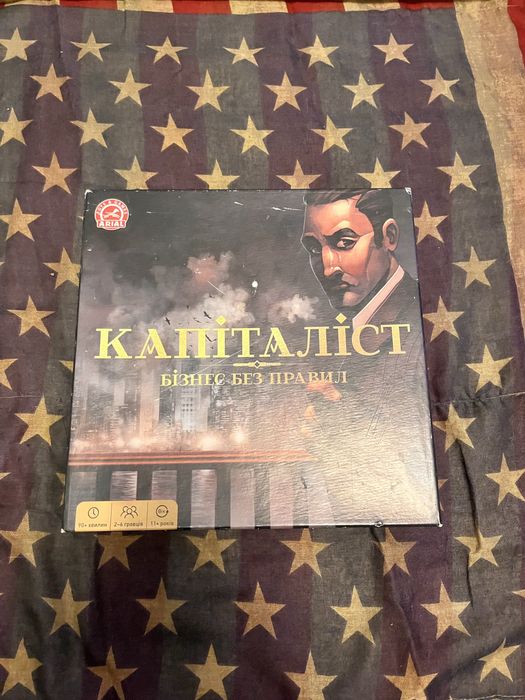 ARIAL
КАПІТАЛІСТ
БІЗНЕС БЕЗ ПРАВИЛ
90+ хвилин
2-6 гравців
11+ років